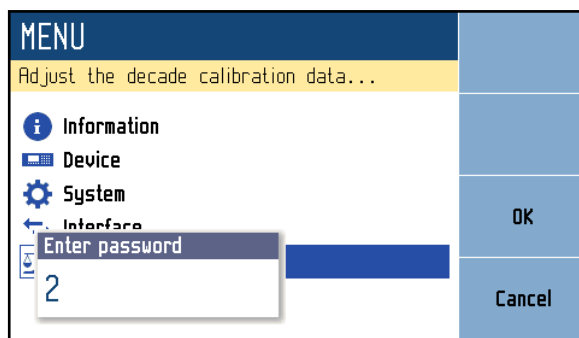 MENU
Adjust the decade calibration data...
Information
Device
System
Interface
Enter password
2
OK
Cancel